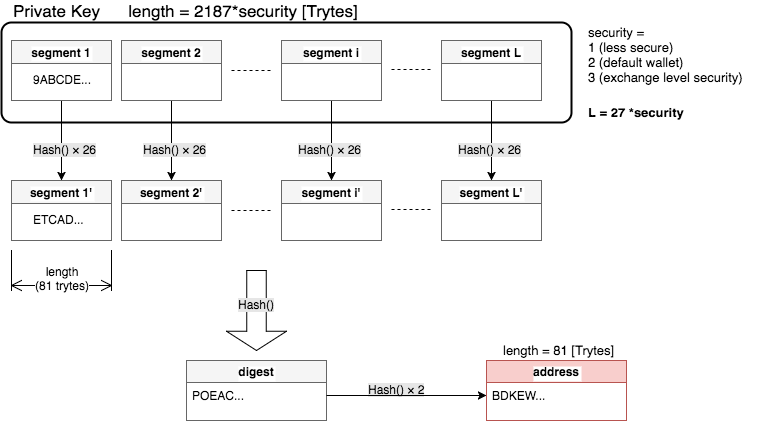 Private Key length = 2187*security [Trytes]
security =
1 (less secure)
2 (default wallet)
3 (exchange level security)
L = 27 *security
segment 1 segment 2 segment i segment L
9ABCDE...
Hash() × 26 Hash() × 26 Hash() × 26 Hash() × 26
segment 1' segment 2' segment i' segment L'
ETCAD...
length
(81 trytes)
Hash()
length = 81 [Trytes]
digest address
POEAC... Hash() × 2 BDKEW...